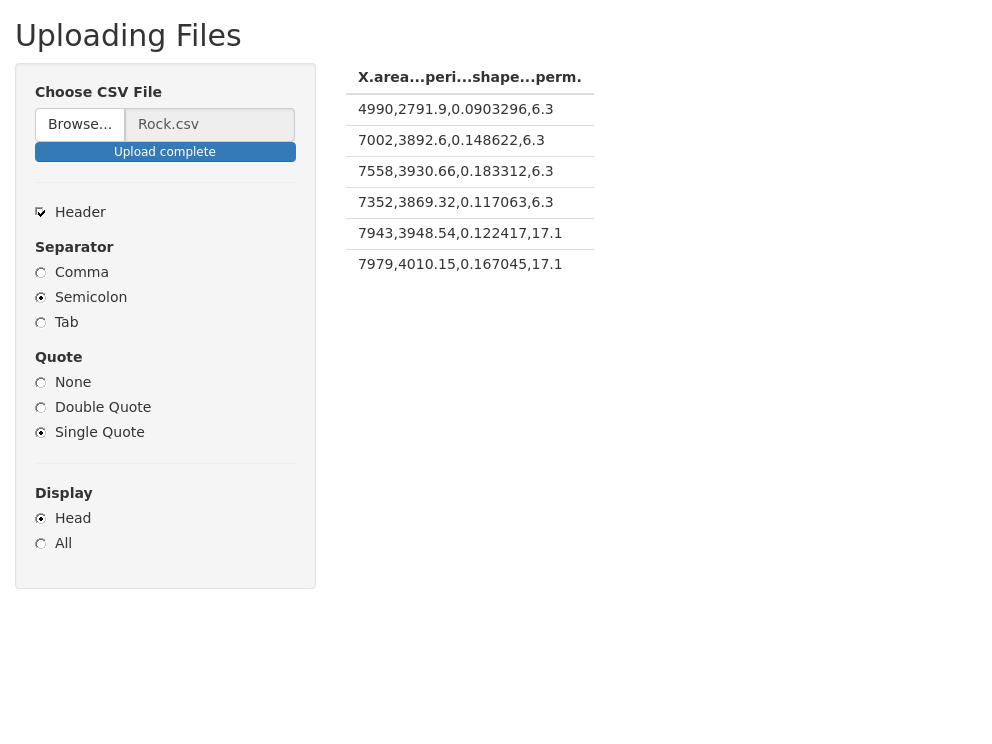 Uploading Files
Choose CSV File
Browse... Rock.csv
Upload complete
Header
Separator
Comma
Semicolon
Tab
Quote
None
Double Quote
Single Quote
Display
Head
All
X.area...peri...shape...perm.
4990,2791.9,0.0903296,6.3
7002,3892.6,0.148622,6.3
7558,3930.66,0.183312,6.3
7352,3869.32,0.117063,6.3
7943,3948.54,0.122417,17.1
7979,4010.15,0.167045,17.1